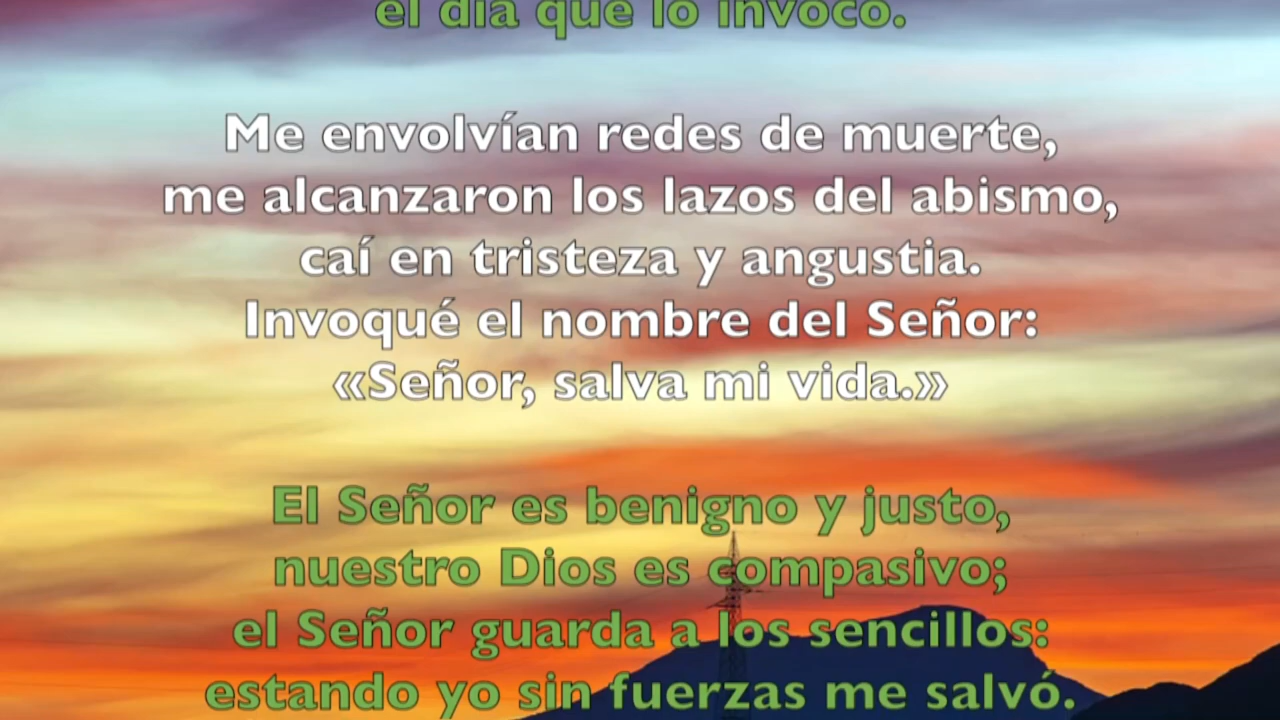 el día que lo invoco.
Me envolvían redes de muerte,
me alcanzaron los lazos del abismo,
caí en tristeza y angustia.
Invoqué el nombre del Señor:
«Señor, salva mi vida.»
El Señor es benigno y justo,
nuestro Dios es compasivo;
el Señor guarda a los sencillos:
estando yo sin fuerzas me salvó.